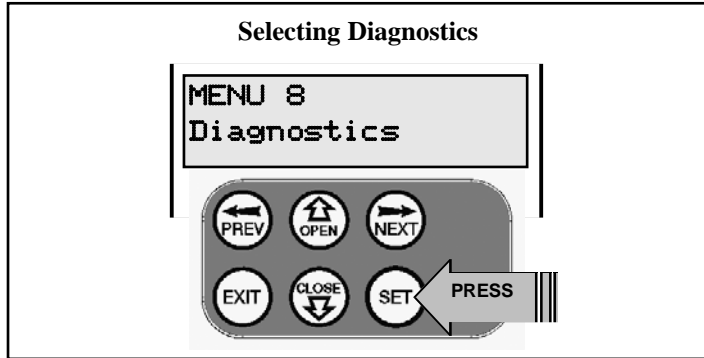 Selecting Diagnostics
MENU 8
Diagnostics
PREV OPEN NEXT
EXIT CLOSE SET PRESS